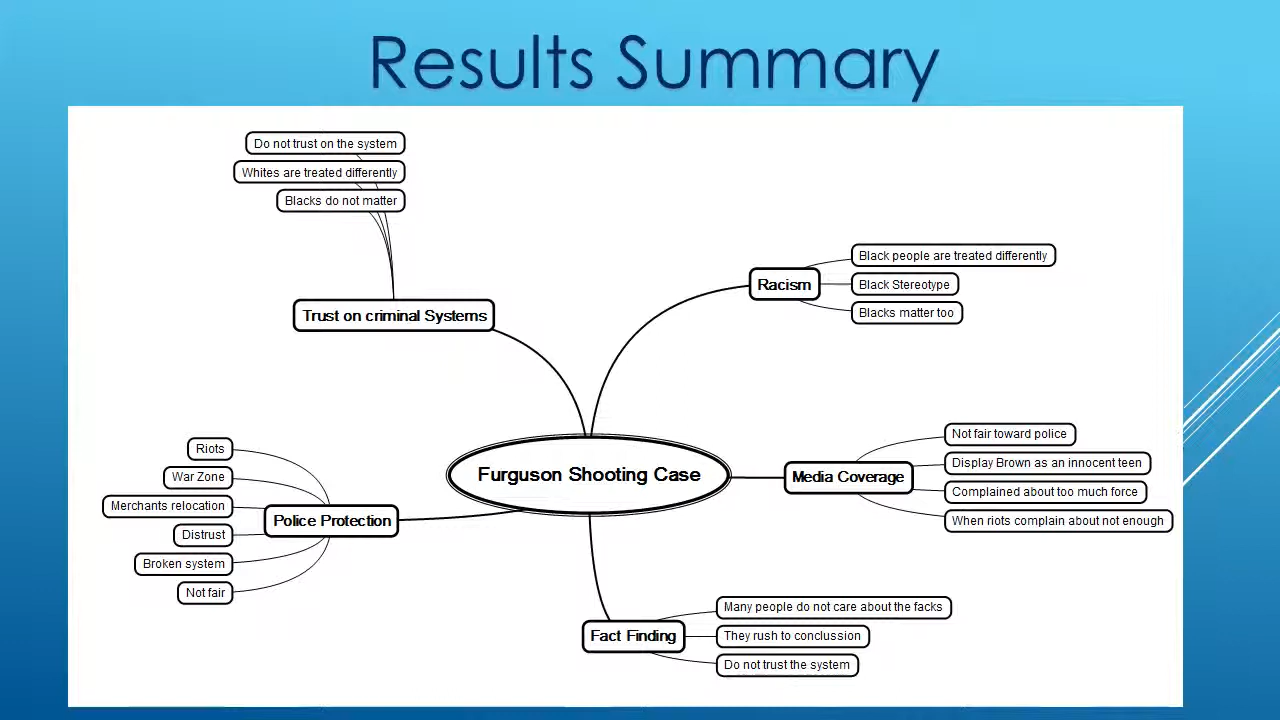 Results Summary
Do not trust on the system
Whites are treated differently
Blacks do not matter
Trust on criminal Systems
Black people are treated differently
Racism
Black Stereotype
Blacks matter too
Furguson Shooting Case
Not fair toward police
Media Coverage
Display Brown as an innocent teen
Complained about too much force
When riots complain about not enough
Riots
War Zone
Merchants relocation
Police Protection
Distrust
Broken system
Not fair
Many people do not care about the facks
Fact Finding
They rush to conclussion
Do not trust the system